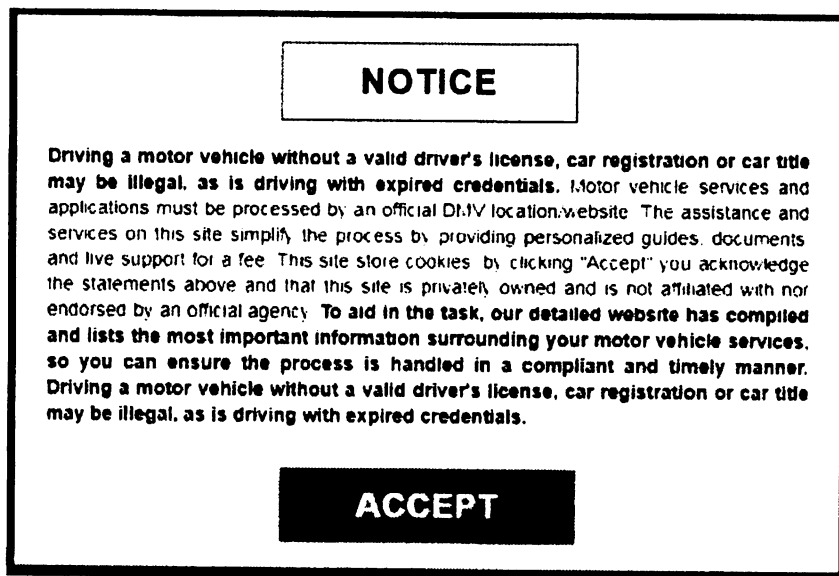 NOTICE
Driving a motor vehicle without a valid driver's license, car registration or car title
may be illegal, as is driving with expired credentials. Motor vehicle services and
applications must be processed by an official DMV location/website. The assistance and
services on this site simplify the process by providing personalized guides, documents
and live support for a fee. This site store cookies, by clicking "Accept" you acknowledge
the statements above and that this site is privately owned and is not affiliated with nor
endorsed by an official agency. To aid in the task, our detailed website has compiled
and lists the most important information surrounding your motor vehicle services,
so you can ensure the process is handled in a compliant and timely manner.
Driving a motor vehicle without a valid driver's license, car registration or car title
may be illegal, as is driving with expired credentials.
ACCEPT